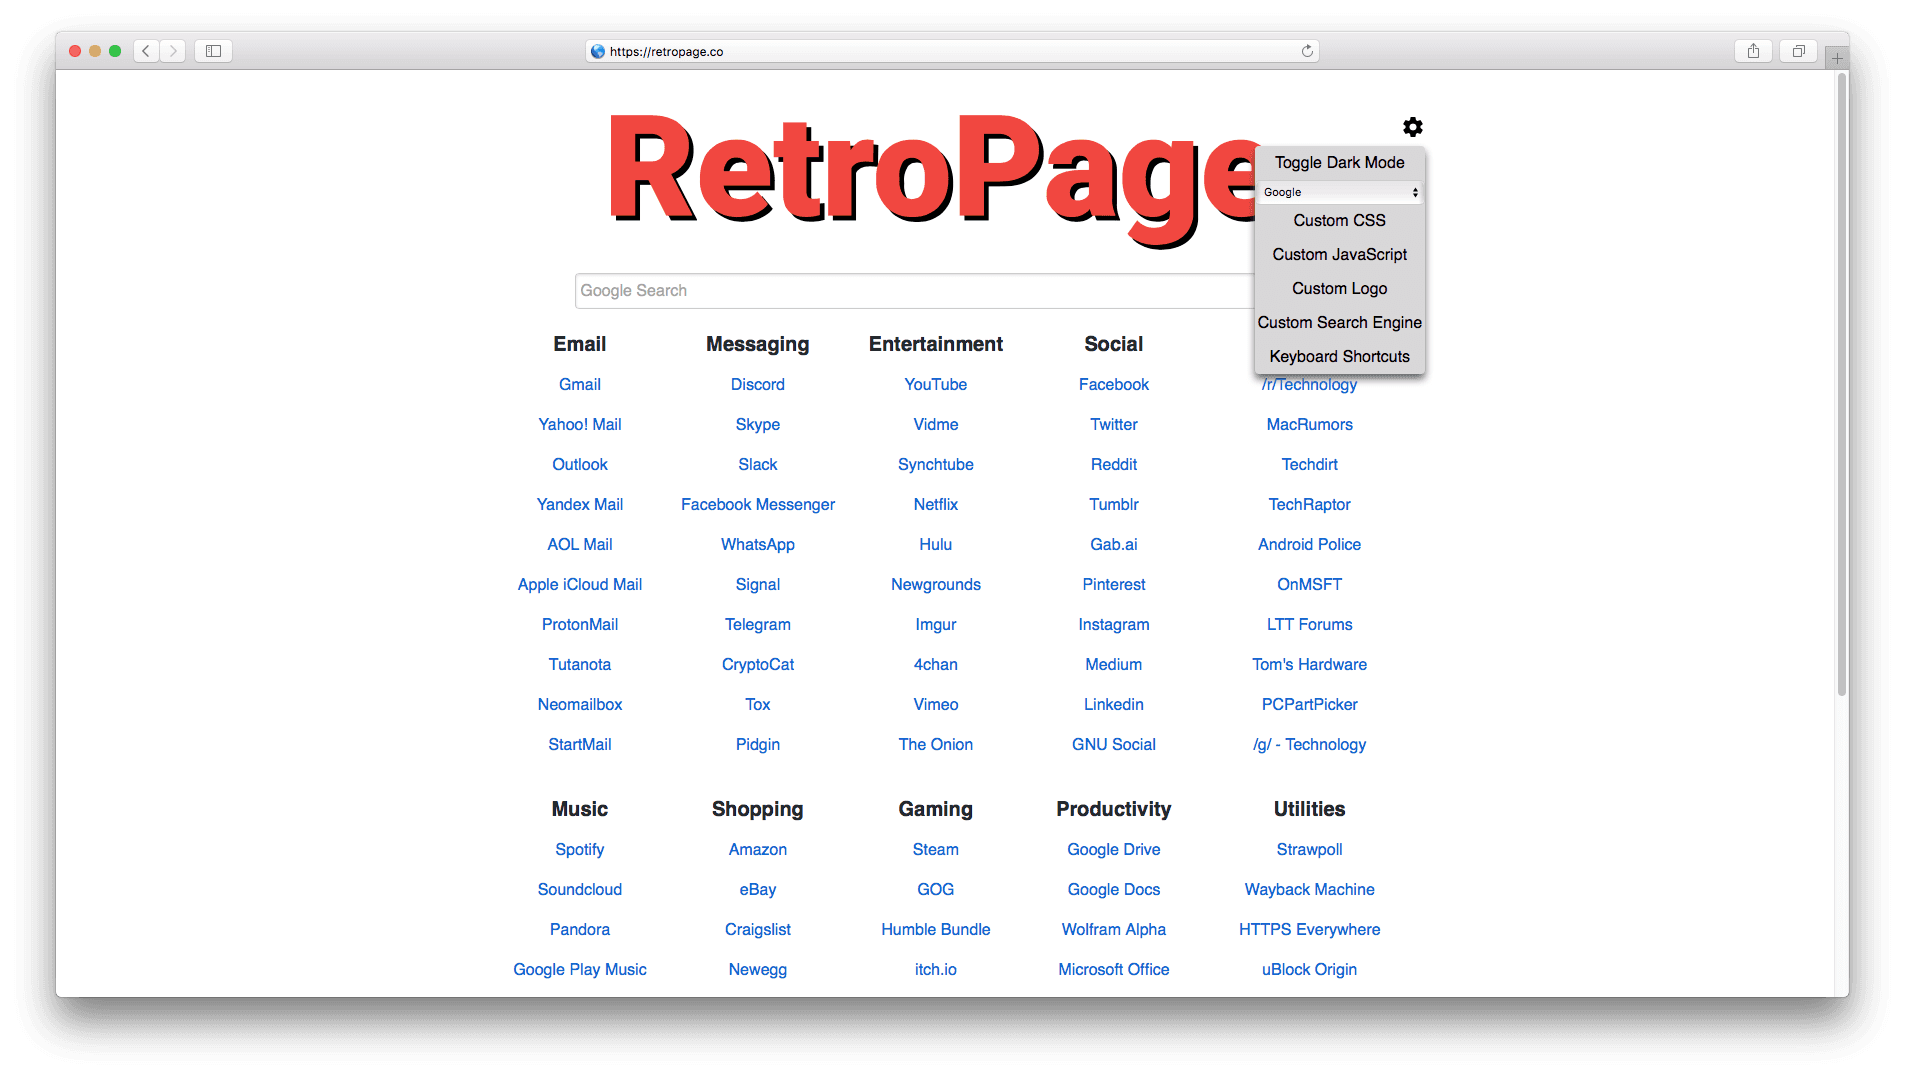 https://retropage.co
RetroPage
Toggle Dark Mode
Google
Custom CSS
Custom JavaScript
Custom Logo
Custom Search Engine
Keyboard Shortcuts
Google Search
Email Messaging Entertainment Social
Gmail Discord YouTube Facebook /r/Technology
Yahoo! Mail Skype Vidme Twitter MacRumors
Outlook Slack Synchtube Reddit Techdirt
Yandex Mail Facebook Messenger Netflix Tumblr TechRaptor
AOL Mail WhatsApp Hulu Gab.ai Android Police
Apple iCloud Mail Signal Newgrounds Pinterest OnMSFT
ProtonMail Telegram Imgur Instagram LTT Forums
Tutanota CryptoCat 4chan Medium Tom's Hardware
Neomailbox Tox Vimeo Linkedin PCPartPicker
StartMail Pidgin The Onion GNU Social /g/ - Technology
Music Shopping Gaming Productivity Utilities
Spotify Amazon Steam Google Drive Strawpoll
Soundcloud eBay GOG Google Docs Wayback Machine
Pandora Craigslist Humble Bundle Wolfram Alpha HTTPS Everywhere
Google Play Music Newegg itch.io Microsoft Office uBlock Origin